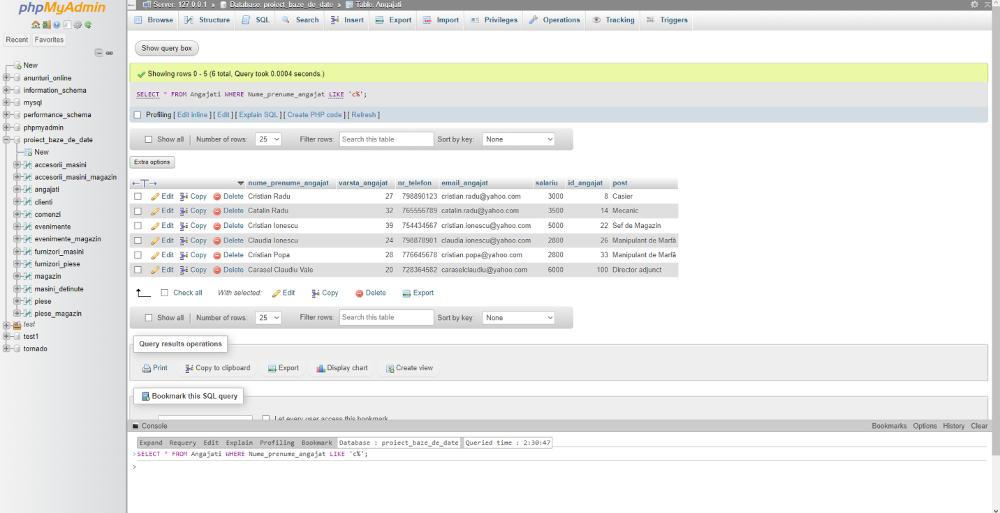 phpMyAdmin
Recent Favorites
New
anunturi_online
information_schema
mysql
performance_schema
phpmyadmin
proiect_baze_de_date
New
accesorii_masini
accesorii_masini_magazin
angajati
clienti
comenzi
evenimente
evenimente_magazin
furnizori_masini
furnizori_piese
magazin
masini_detinute
piese
piese_magazin
test
test1
tornado
Server: 127.0.0.1 » Database: proiect_baze_de_date » Table: Angajati
Browse Structure SQL Search Insert Export Import Privileges Operations Tracking Triggers
Show query box
Showing rows 0 - 5 (6 total, Query took 0.0004 seconds.)
SELECT * FROM Angajati WHERE Nume_prenume_angajat LIKE 'c%';
Profiling [ Edit inline ] [ Edit ] [ Explain SQL ] [ Create PHP code ] [ Refresh ]
Show all Number of rows: 25 Filter rows: Search this table Sort by key: None
Extra options
←T→ nume_prenume_angajat varsta_angajat nr_telefon email_angajat salariu id_angajat post
Edit Copy Delete Cristian Radu 27 798890123 cristian.radu@yahoo.com 3000 8 Casier
Edit Copy Delete Catalin Radu 32 765556789 catalin.radu@yahoo.com 3500 14 Mecanic
Edit Copy Delete Cristian Ionescu 39 754434567 cristian.ionescu@yahoo.com 5000 22 Sef de Magazin
Edit Copy Delete Claudia Ionescu 24 798878901 claudia.ionescu@yahoo.com 2800 26 Manipulant de Marfă
Edit Copy Delete Cristian Popa 28 776645678 cristian.popa@yahoo.com 2800 33 Manipulant de Marfă
Edit Copy Delete Carasel Claudiu Vale 20 728364582 caraselclaudiu@yahoo.com 6000 100 Director adjunct
Check all With selected: Edit Copy Delete Export
Show all Number of rows: 25 Filter rows: Search this table Sort by key: None
Query results operations
Print Copy to clipboard Export Display chart Create view
Bookmark this SQL query
Let every user access this bookmark
Console Bookmarks Options History Clear
Expand Requery Edit Explain Profiling Bookmark Database : proiect_baze_de_date Queried time : 2:30:47
>SELECT * FROM Angajati WHERE Nume_prenume_angajat LIKE 'c%';
>